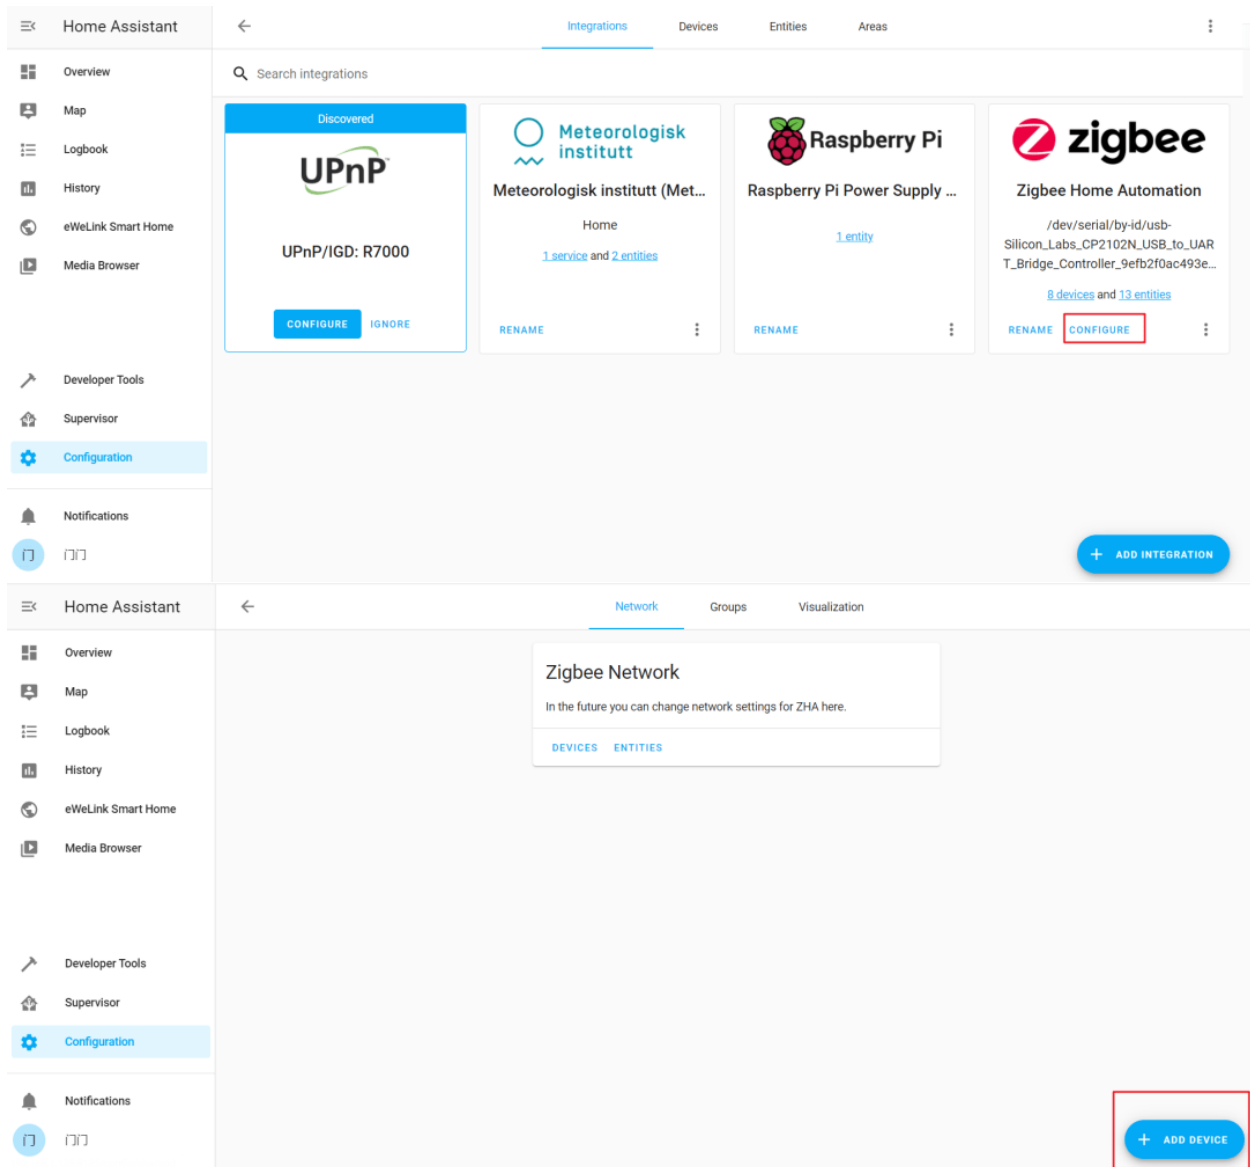 Home Assistant
Integrations
Devices
Entities
Areas
Overview
Map
Logbook
History
eWeLink Smart Home
Media Browser
Developer Tools
Supervisor
Configuration
Notifications
Search integrations
Discovered
UPnP
UPnP/IGD: R7000
CONFIGURE IGNORE
Meteorologisk
institutt
Meteorologisk institutt (Met...
Home
1 service and 2 entities
RENAME
Raspberry Pi
Raspberry Pi Power Supply ...
1 entity
RENAME
zigbee
Zigbee Home Automation
/dev/serial/by-id/usb-
Silicon_Labs_CP2102N_USB_to_UAR
T_Bridge_Controller_9efb2f0ac493e...
8 devices and 13 entities
RENAME CONFIGURE
ADD INTEGRATION
Home Assistant
Network
Groups
Visualization
Overview
Map
Logbook
History
eWeLink Smart Home
Media Browser
Developer Tools
Supervisor
Configuration
Notifications
Zigbee Network
In the future you can change network settings for ZHA here.
DEVICES ENTITIES
ADD DEVICE